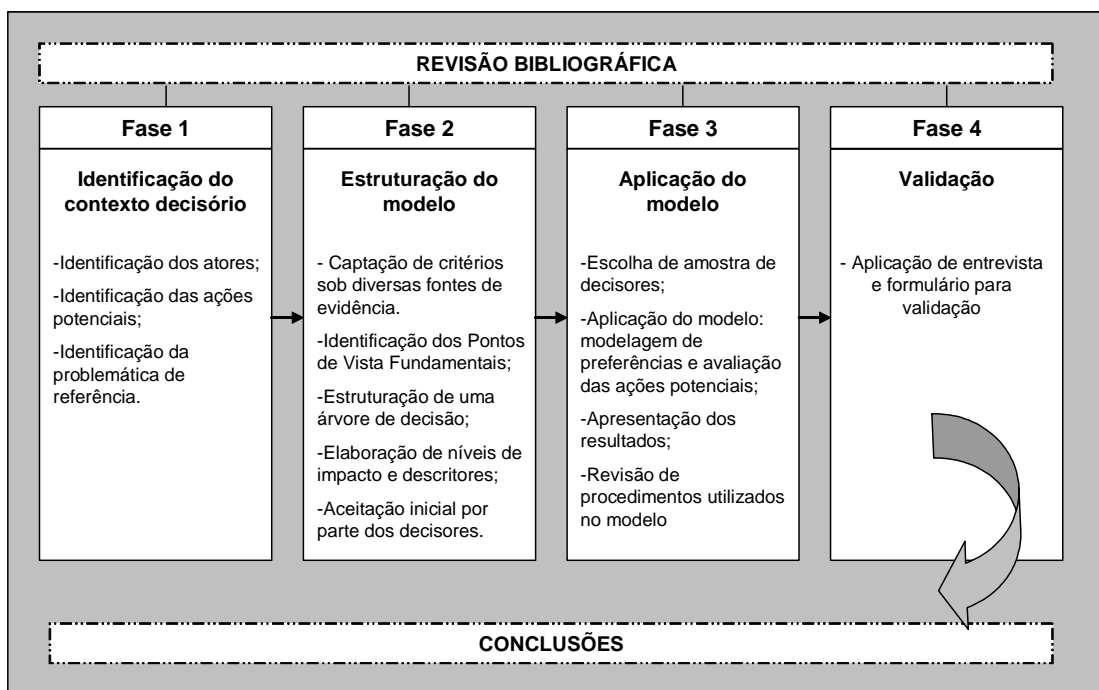 REVISÃO BIBLIOGRÁFICA
Fase 1
Identificação do
contexto decisório
-Identificação dos atores;
-Identificação das ações
potenciais;
-Identificação da
problemática de
referência.
Fase 2
Estruturação do
modelo
- Captação de critérios
sob diversas fontes de
evidência.
-Identificação dos Pontos
de Vista Fundamentais;
-Estruturação de uma
árvore de decisão;
-Elaboração de níveis de
impacto e descritores;
-Aceitação inicial por
parte dos decisores.
Fase 3
Aplicação do
modelo
-Escolha de amostra de
decisores;
-Aplicação do modelo:
modelagem de
preferências e avaliação
das ações potenciais;
-Apresentação dos
resultados;
-Revisão de
procedimentos utilizados
no modelo
Fase 4
Validação
- Aplicação de entrevista
e formulário para
validação
CONCLUSÕES